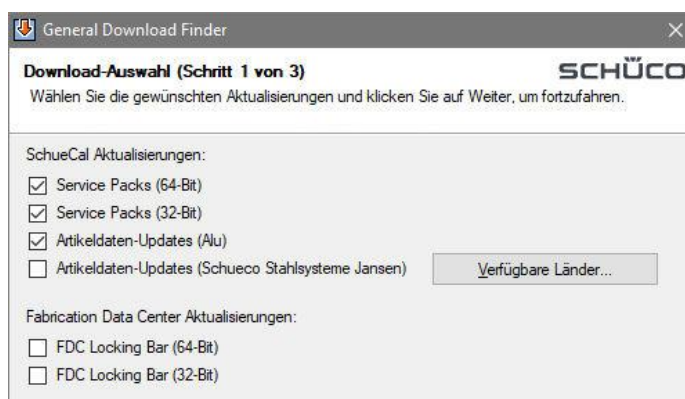 General Download Finder
Download-Auswahl (Schritt 1 von 3)
SCHÜCO
Wählen Sie die gewünschten Aktualisierungen und klicken Sie auf Weiter, um fortzufahren.
SchueCal Aktualisierungen:
Service Packs (64-Bit)
Service Packs (32-Bit)
Artikeldaten-Updates (Alu)
Artikeldaten-Updates (Schueco Stahlsysteme Jansen)
Verfügbare Länder...
Fabrication Data Center Aktualisierungen:
FDC Locking Bar (64-Bit)
FDC Locking Bar (32-Bit)